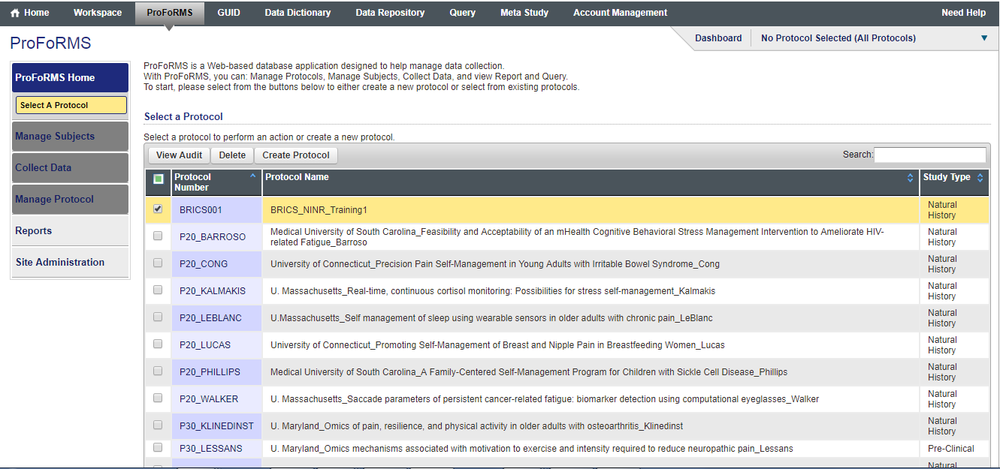 Home Workspace ProFoRMS GUID Data Dictionary Data Repository Query Meta Study Account Management Need Help
Dashboard No Protocol Selected (All Protocols)
ProFoRMS
ProFoRMS Home
Select A Protocol
Manage Subjects
Collect Data
Manage Protocol
Reports
Site Administration
ProFoRMS is a Web-based database application designed to help manage data collection.
With ProFoRMS, you can: Manage Protocols, Manage Subjects, Collect Data, and view Report and Query.
To start, please select from the buttons below to either create a new protocol or select from existing protocols.
Select a Protocol
Select a protocol to perform an action or create a new protocol.
View Audit Delete Create Protocol Search:
Protocol Number Protocol Name Study Type
BRICS001 BRICS_NINR_Training1 Natural History
P20_BARROSO Medical University of South Carolina_Feasibility and Acceptability of an mHealth Cognitive Behavioral Stress Management Intervention to Ameliorate HIV-
related Fatigue_Barroso Natural History
P20_CONG University of Connecticut_Precision Pain Self-Management in Young Adults with Irritable Bowel Syndrome_Cong Natural History
P20_KALMAKIS U. Massachusetts_Real-time, continuous cortisol monitoring: Possibilities for stress self-management_Kalmakis Natural History
P20_LEBLANC U.Massachusetts_Self management of sleep using wearable sensors in older adults with chronic pain_LeBlanc Natural History
P20_LUCAS University of Connecticut_Promoting Self-Management of Breast and Nipple Pain in Breastfeeding Women_Lucas Natural History
P20_PHILLIPS Medical University of South Carolina_A Family-Centered Self-Management Program for Children with Sickle Cell Disease_Phillips Natural History
P20_WALKER U. Massachusetts_Saccade parameters of persistent cancer-related fatigue: biomarker detection using computational eyeglasses_Walker Natural History
P30_KLINEDINST U. Maryland_Omics of pain, resilience, and physical activity in older adults with osteoarthritis_Klinedinst Natural History
P30_LESSANS U. Maryland_Omics mechanisms associated with motivation to exercise and intensity required to reduce neuropathic pain_Lessans Pre-Clinical
Natural